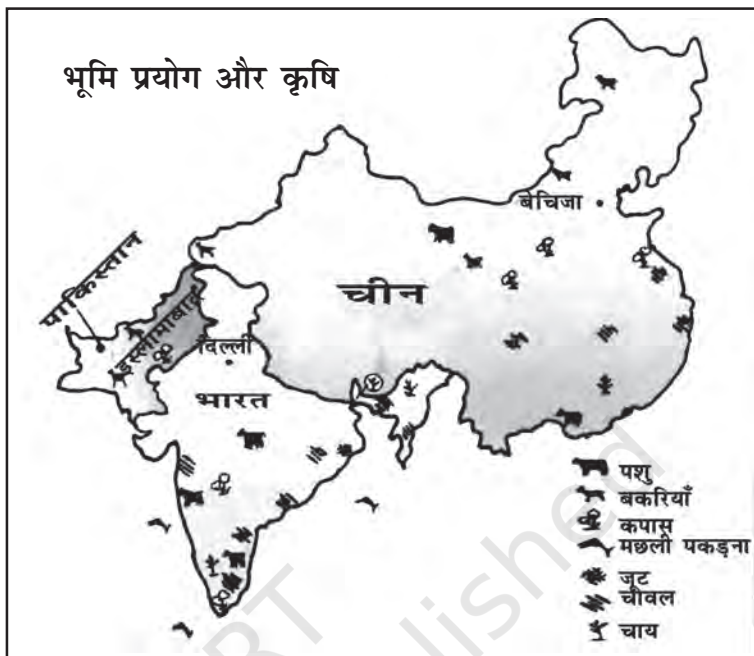 भूमि प्रयोग और कृषि
बेचिजा
चीन
पाकिस्तान
इस्लामाबाद
दिल्ली
भारत
पशु
बकरियाँ
कपास
मछली पकड़ना
जूट
चीवल
चाय